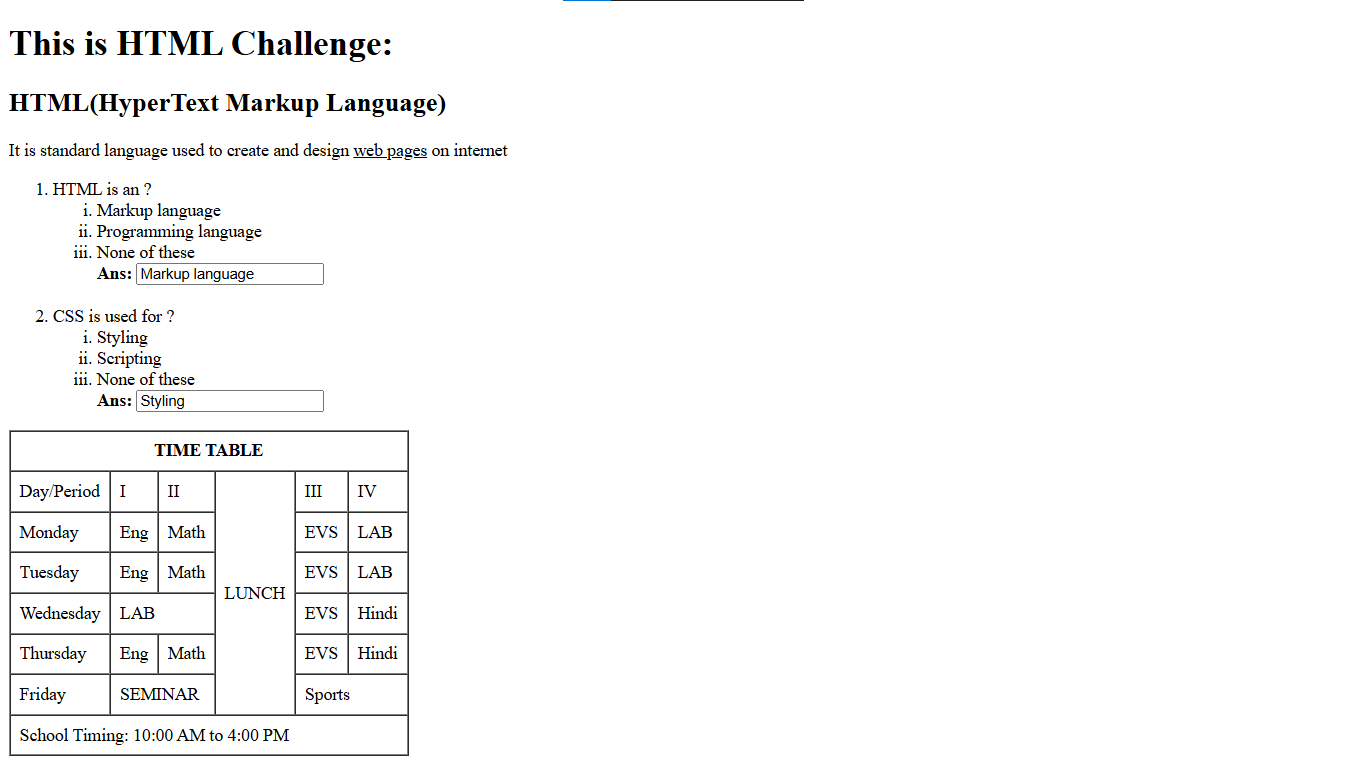 This is HTML Challenge:
HTML(HyperText Markup Language)
It is standard language used to create and design web pages on internet
1. HTML is an ?
i. Markup language
ii. Programming language
iii. None of these
Ans: Markup language
2. CSS is used for ?
i. Styling
ii. Scripting
iii. None of these
Ans: Styling
TIME TABLE
Day/Period I II III IV
Monday Eng Math EVS LAB
Tuesday Eng Math EVS LAB
LUNCH
Wednesday LAB EVS Hindi
Thursday Eng Math EVS Hindi
Friday SEMINAR Sports
School Timing: 10:00 AM to 4:00 PM